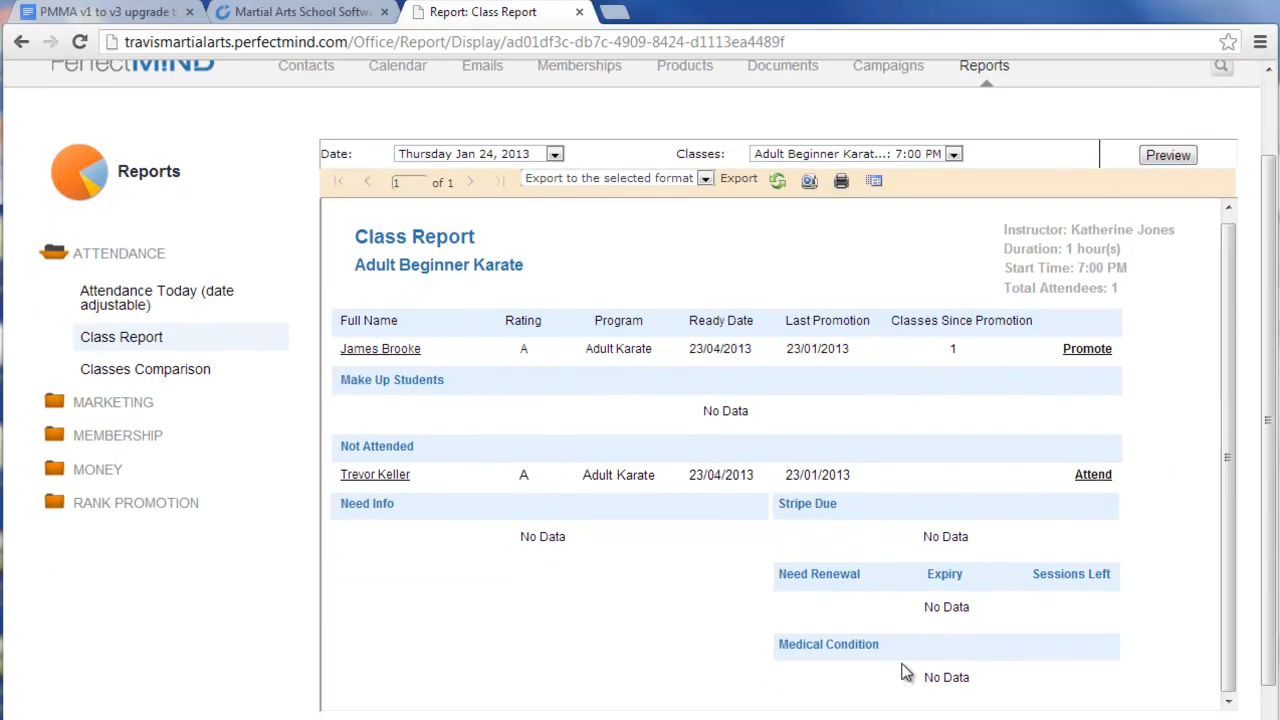 PMMA v1 to v3 upgrade
Martial Arts School Softw
Report: Class Report
travismartialarts.perfectmind.com/Office/Report/Display/ad01df3c-db7c-4909-8424-d1113ea4489f
PerfectMIND
Contacts Calendar Emails Memberships Products Documents Campaigns Reports
Reports
ATTENDANCE
Attendance Today (date
adjustable)
Class Report
Classes Comparison
MARKETING
MEMBERSHIP
MONEY
RANK PROMOTION
Date: Thursday Jan 24, 2013 Classes: Adult Beginner Karat...: 7:00 PM Preview
1 of 1 Export to the selected format Export
Class Report
Adult Beginner Karate
Instructor: Katherine Jones
Duration: 1 hour(s)
Start Time: 7:00 PM
Total Attendees: 1
Full Name Rating Program Ready Date Last Promotion Classes Since Promotion
James Brooke A Adult Karate 23/04/2013 23/01/2013 1 Promote
Make Up Students
No Data
Not Attended
Trevor Keller A Adult Karate 23/04/2013 23/01/2013 Attend
Need Info
No Data
Stripe Due
No Data
Need Renewal Expiry Sessions Left
No Data
Medical Condition
No Data